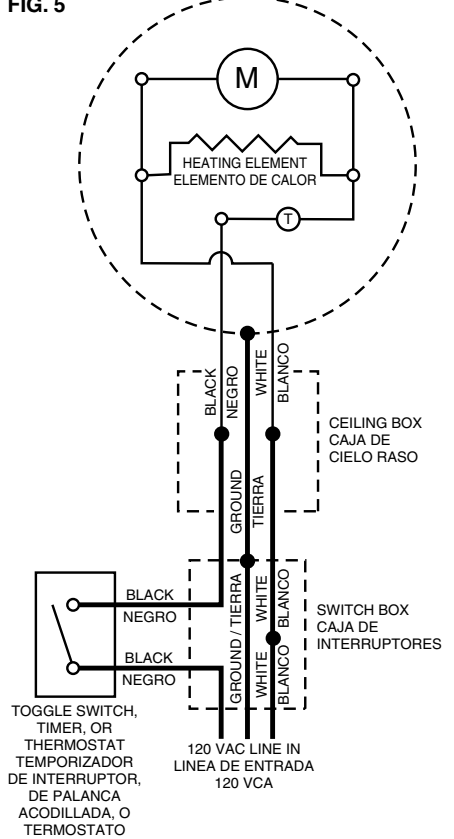 FIG. 5
M
HEATING ELEMENT
ELEMENTO DE CALOR
T
BLACK
NEGRO
WHITE
BLANCO
CEILING BOX
CAJA DE
CIELO RASO
GROUND
TIERRA
BLACK
NEGRO
GROUND / TIERRA
WHITE
BLANCO
SWITCH BOX
CAJA DE
INTERRUPTORES
BLACK
NEGRO
WHITE
BLANCO
TOGGLE SWITCH,
TIMER, OR
THERMOSTAT
TEMPORIZADOR
DE INTERRUPTOR,
DE PALANCA
ACODILLADA, O
TERMOSTATO
120 VAC LINE IN
LINEA DE ENTRADA
120 VCA